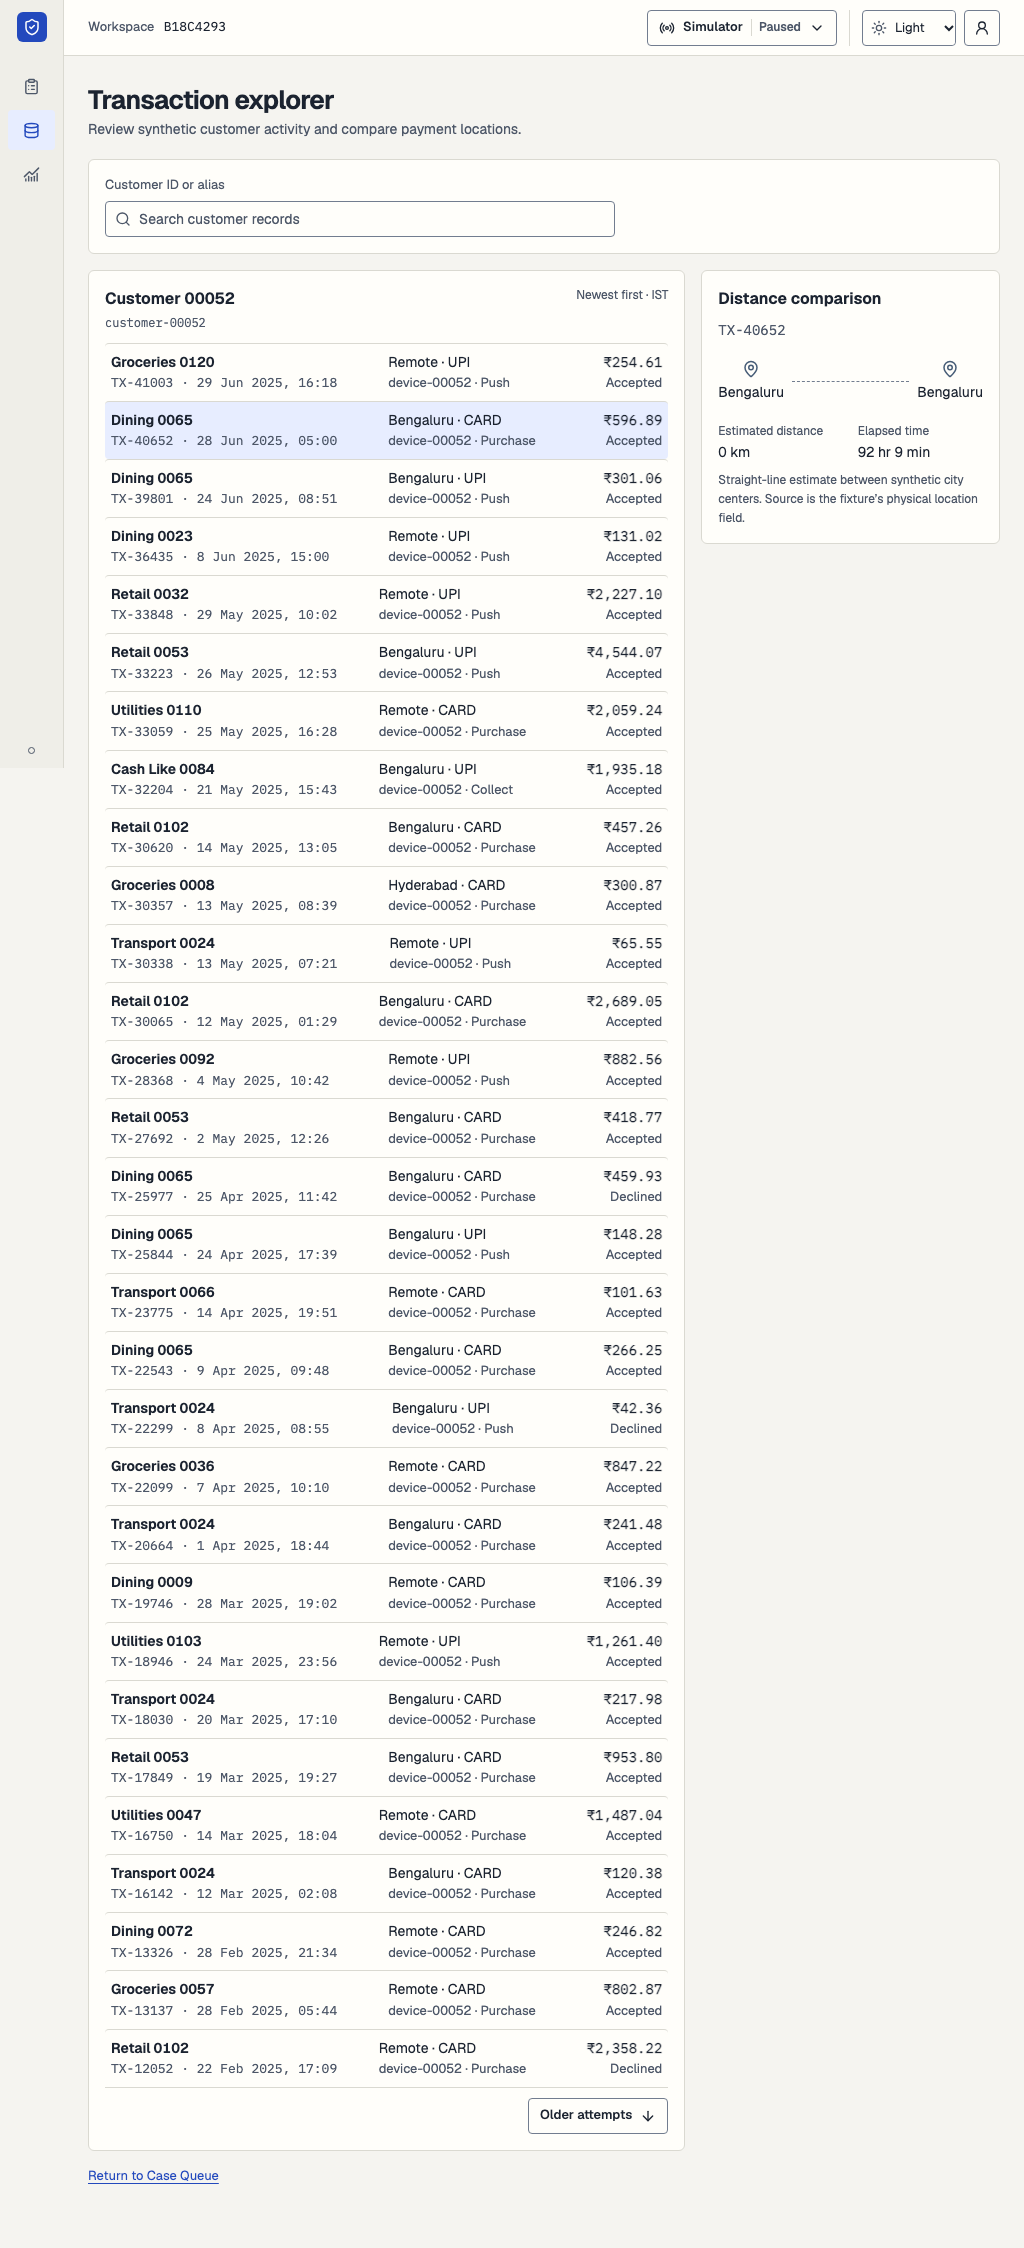 Workspace B18C4293
Simulator Paused
Light
Transaction explorer
Review synthetic customer activity and compare payment locations.
Customer ID or alias
Search customer records
Customer 00052
Newest first · IST
customer-00052
Groceries 0120 Remote · UPI ₹254.61
TX-41003 · 29 Jun 2025, 16:18 device-00052 · Push Accepted
Dining 0065 Bengaluru · CARD ₹596.89
TX-40652 · 28 Jun 2025, 05:00 device-00052 · Purchase Accepted
Dining 0065 Bengaluru · UPI ₹301.06
TX-39801 · 24 Jun 2025, 08:51 device-00052 · Push Accepted
Dining 0023 Remote · UPI ₹131.02
TX-36435 · 8 Jun 2025, 15:00 device-00052 · Push Accepted
Retail 0032 Remote · UPI ₹2,227.10
TX-33848 · 29 May 2025, 10:02 device-00052 · Push Accepted
Retail 0053 Bengaluru · UPI ₹4,544.07
TX-33223 · 26 May 2025, 12:53 device-00052 · Push Accepted
Utilities 0110 Remote · CARD ₹2,059.24
TX-33059 · 25 May 2025, 16:28 device-00052 · Purchase Accepted
Cash Like 0084 Bengaluru · UPI ₹1,935.18
TX-32204 · 21 May 2025, 15:43 device-00052 · Collect Accepted
Retail 0102 Bengaluru · CARD ₹457.26
TX-30620 · 14 May 2025, 13:05 device-00052 · Purchase Accepted
Groceries 0008 Hyderabad · CARD ₹300.87
TX-30357 · 13 May 2025, 08:39 device-00052 · Purchase Accepted
Transport 0024 Remote · UPI ₹65.55
TX-30338 · 13 May 2025, 07:21 device-00052 · Push Accepted
Retail 0102 Bengaluru · CARD ₹2,689.05
TX-30065 · 12 May 2025, 01:29 device-00052 · Purchase Accepted
Groceries 0092 Remote · UPI ₹882.56
TX-28368 · 4 May 2025, 10:42 device-00052 · Push Accepted
Retail 0053 Bengaluru · CARD ₹418.77
TX-27692 · 2 May 2025, 12:26 device-00052 · Purchase Accepted
Dining 0065 Bengaluru · CARD ₹459.93
TX-25977 · 25 Apr 2025, 11:42 device-00052 · Purchase Declined
Dining 0065 Bengaluru · UPI ₹148.28
TX-25844 · 24 Apr 2025, 17:39 device-00052 · Push Accepted
Transport 0066 Remote · CARD ₹101.63
TX-23775 · 14 Apr 2025, 19:51 device-00052 · Purchase Accepted
Dining 0065 Bengaluru · CARD ₹266.25
TX-22543 · 9 Apr 2025, 09:48 device-00052 · Purchase Accepted
Transport 0024 Bengaluru · UPI ₹42.36
TX-22299 · 8 Apr 2025, 08:55 device-00052 · Push Declined
Groceries 0036 Remote · CARD ₹847.22
TX-22099 · 7 Apr 2025, 10:10 device-00052 · Purchase Accepted
Transport 0024 Bengaluru · CARD ₹241.48
TX-20664 · 1 Apr 2025, 18:44 device-00052 · Purchase Accepted
Dining 0009 Remote · CARD ₹106.39
TX-19746 · 28 Mar 2025, 19:02 device-00052 · Purchase Accepted
Utilities 0103 Remote · UPI ₹1,261.40
TX-18946 · 24 Mar 2025, 23:56 device-00052 · Push Accepted
Transport 0024 Bengaluru · CARD ₹217.98
TX-18030 · 20 Mar 2025, 17:10 device-00052 · Purchase Accepted
Retail 0053 Bengaluru · CARD ₹953.80
TX-17849 · 19 Mar 2025, 19:27 device-00052 · Purchase Accepted
Utilities 0047 Remote · CARD ₹1,487.04
TX-16750 · 14 Mar 2025, 18:04 device-00052 · Purchase Accepted
Transport 0024 Bengaluru · CARD ₹120.38
TX-16142 · 12 Mar 2025, 02:08 device-00052 · Purchase Accepted
Dining 0072 Remote · CARD ₹246.82
TX-13326 · 28 Feb 2025, 21:34 device-00052 · Purchase Accepted
Groceries 0057 Remote · CARD ₹802.87
TX-13137 · 28 Feb 2025, 05:44 device-00052 · Purchase Accepted
Retail 0102 Remote · CARD ₹2,358.22
TX-12052 · 22 Feb 2025, 17:09 device-00052 · Purchase Declined
Older attempts
Distance comparison
TX-40652
Bengaluru Bengaluru
Estimated distance Elapsed time
0 km 92 hr 9 min
Straight-line estimate between synthetic city
centers. Source is the fixture's physical location
field.
Return to Case Queue